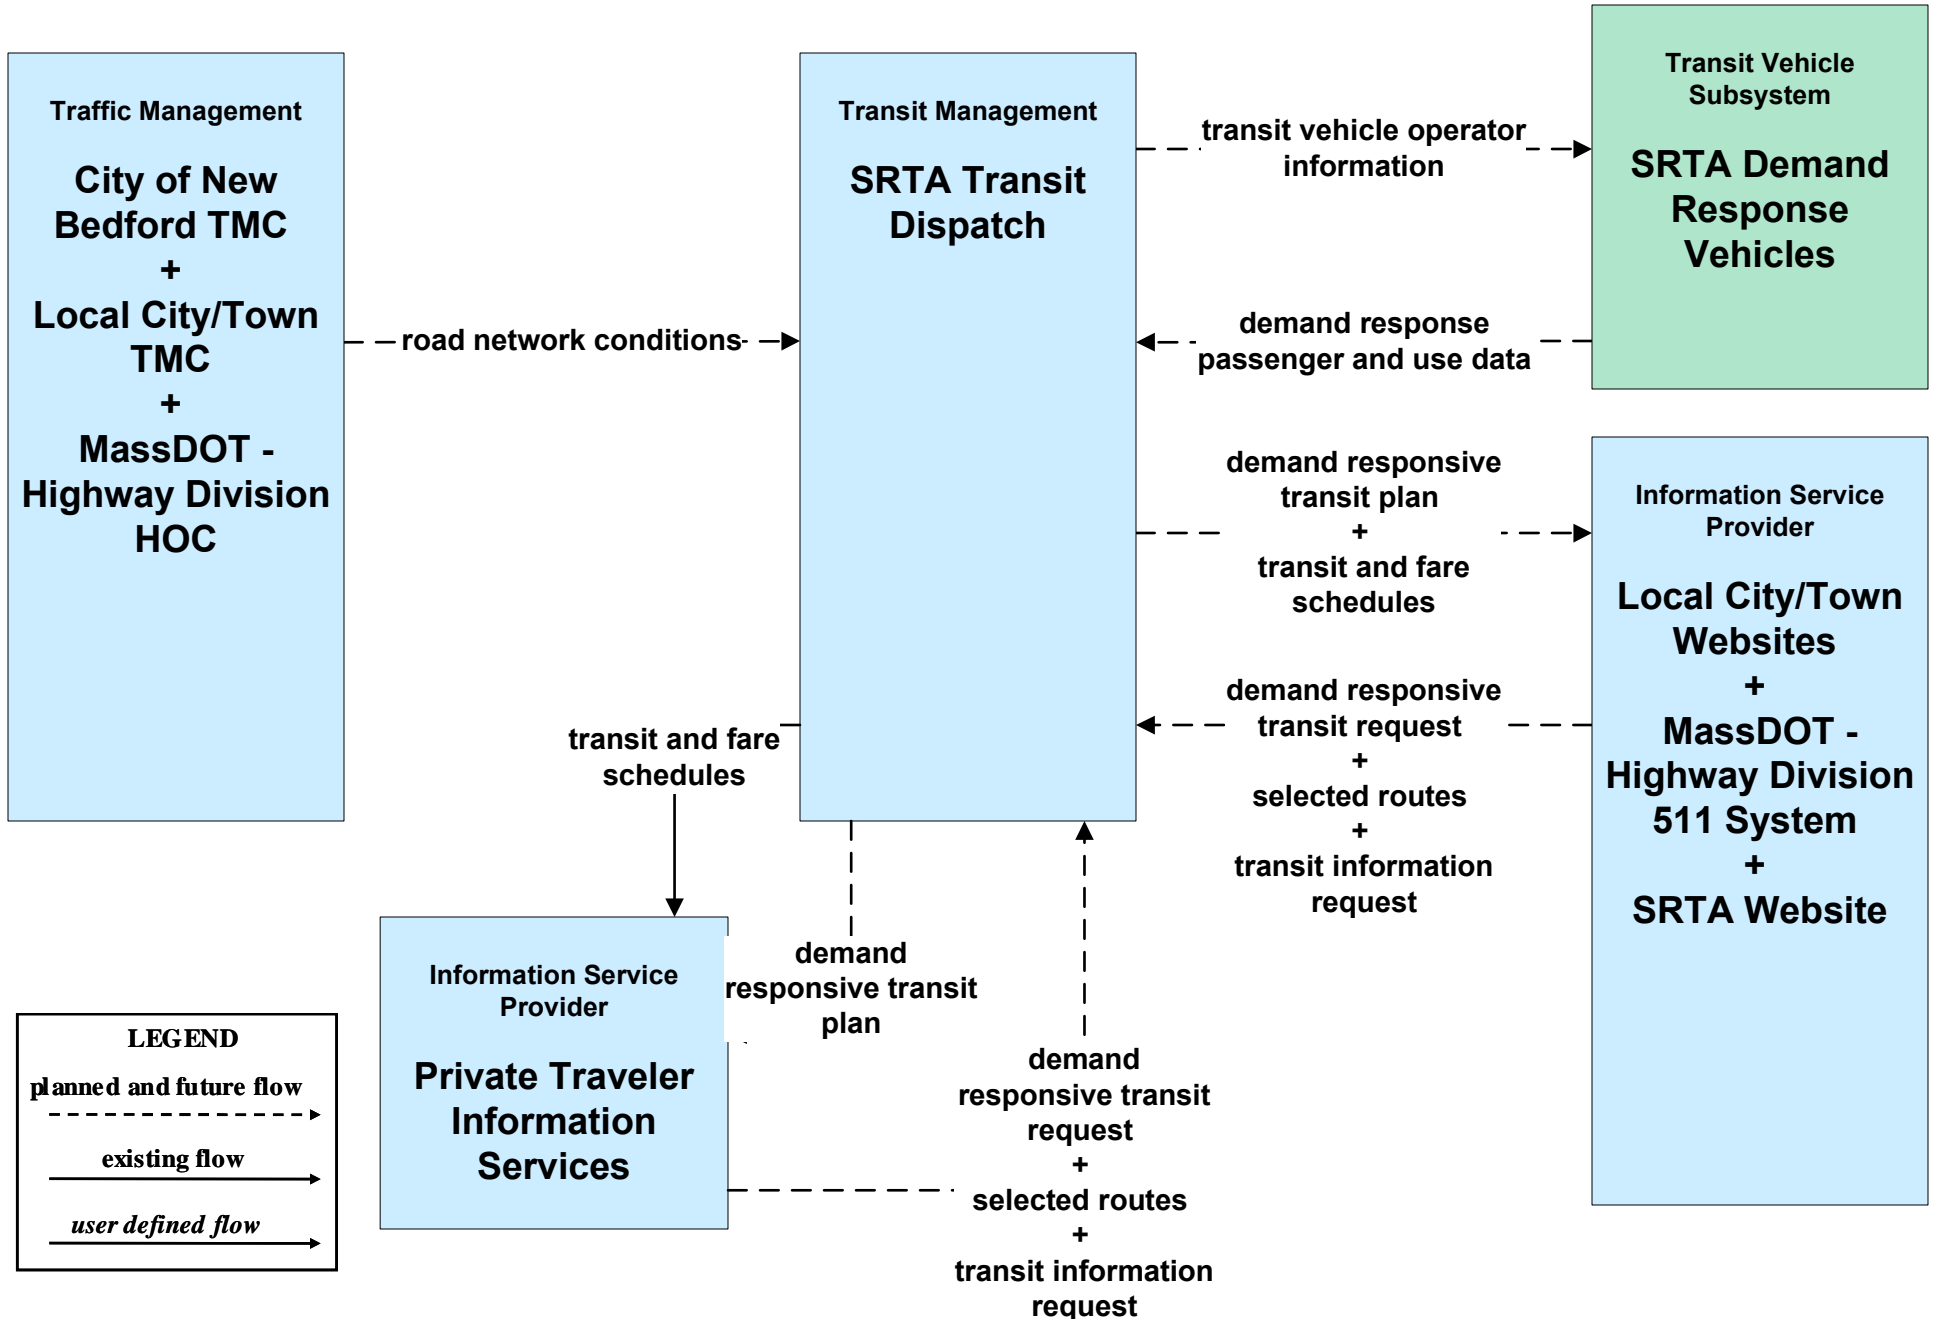 Traffic Management
City of New
Bedford TMC
+
Local City/Town
TMC
+
MassDOT -
Highway Division
HOC
road network conditions
Transit Management
SRTA Transit
Dispatch
transit vehicle operator
information
Transit Vehicle
Subsystem
SRTA Demand
Response
Vehicles
demand response
passenger and use data
demand responsive
transit plan
+
transit and fare
schedules
Information Service
Provider
Local City/Town
Websites
+
MassDOT -
Highway Division
511 System
+
SRTA Website
demand responsive
transit request
+
selected routes
+
transit information
request
transit and fare
schedules
Information Service
Provider
Private Traveler
Information
Services
demand
responsive transit
plan
demand
responsive transit
request
+
selected routes
+
transit information
request
LEGEND
planned and future flow
existing flow
user defined flow